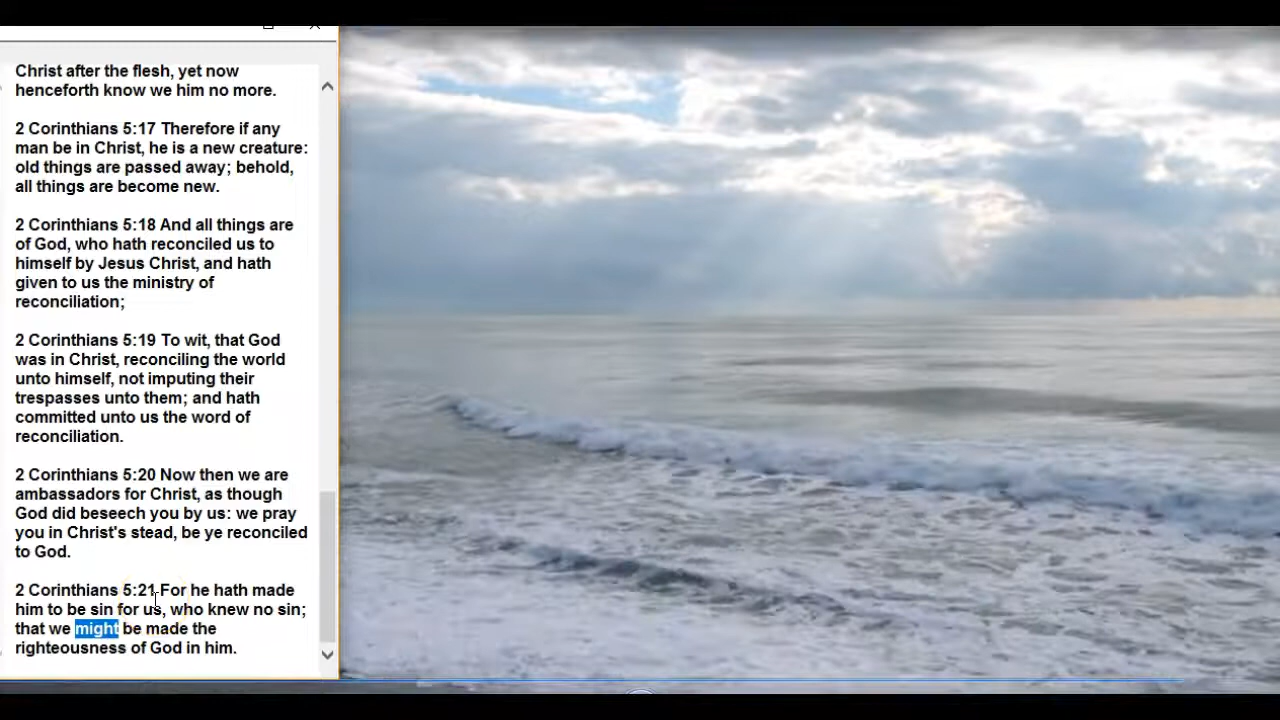 Christ after the flesh, yet now
henceforth know we him no more.
2 Corinthians 5:17 Therefore if any
man be in Christ, he is a new creature:
old things are passed away; behold,
all things are become new.
2 Corinthians 5:18 And all things are
of God, who hath reconciled us to
himself by Jesus Christ, and hath
given to us the ministry of
reconciliation;
2 Corinthians 5:19 To wit, that God
was in Christ, reconciling the world
unto himself, not imputing their
trespasses unto them; and hath
committed unto us the word of
reconciliation.
2 Corinthians 5:20 Now then we are
ambassadors for Christ, as though
God did beseech you by us: we pray
you in Christ's stead, be ye reconciled
to God.
2 Corinthians 5:21 For he hath made
him to be sin for us, who knew no sin;
that we might be made the
righteousness of God in him.